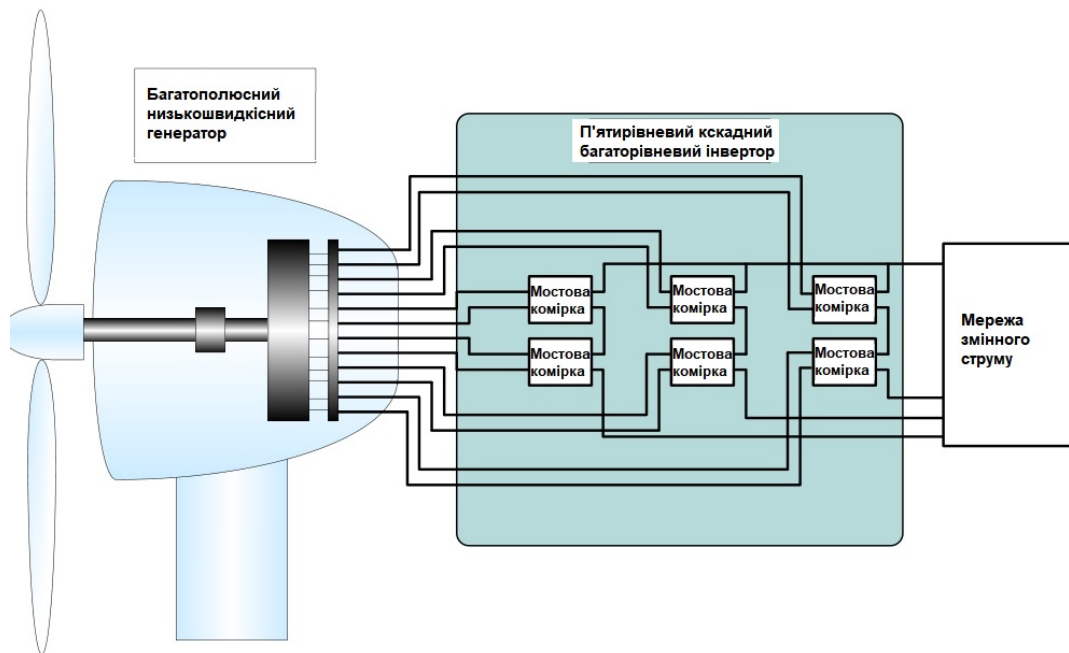 Багатополюсний
низькошвидкісний
генератор
П'ятирівневий кскадний
багаторівневий інвертор
Мостова
комірка
Мостова
комірка
Мостова
комірка
Мостова
комірка
Мостова
комірка
Мостова
комірка
Мережа
змінного
струму